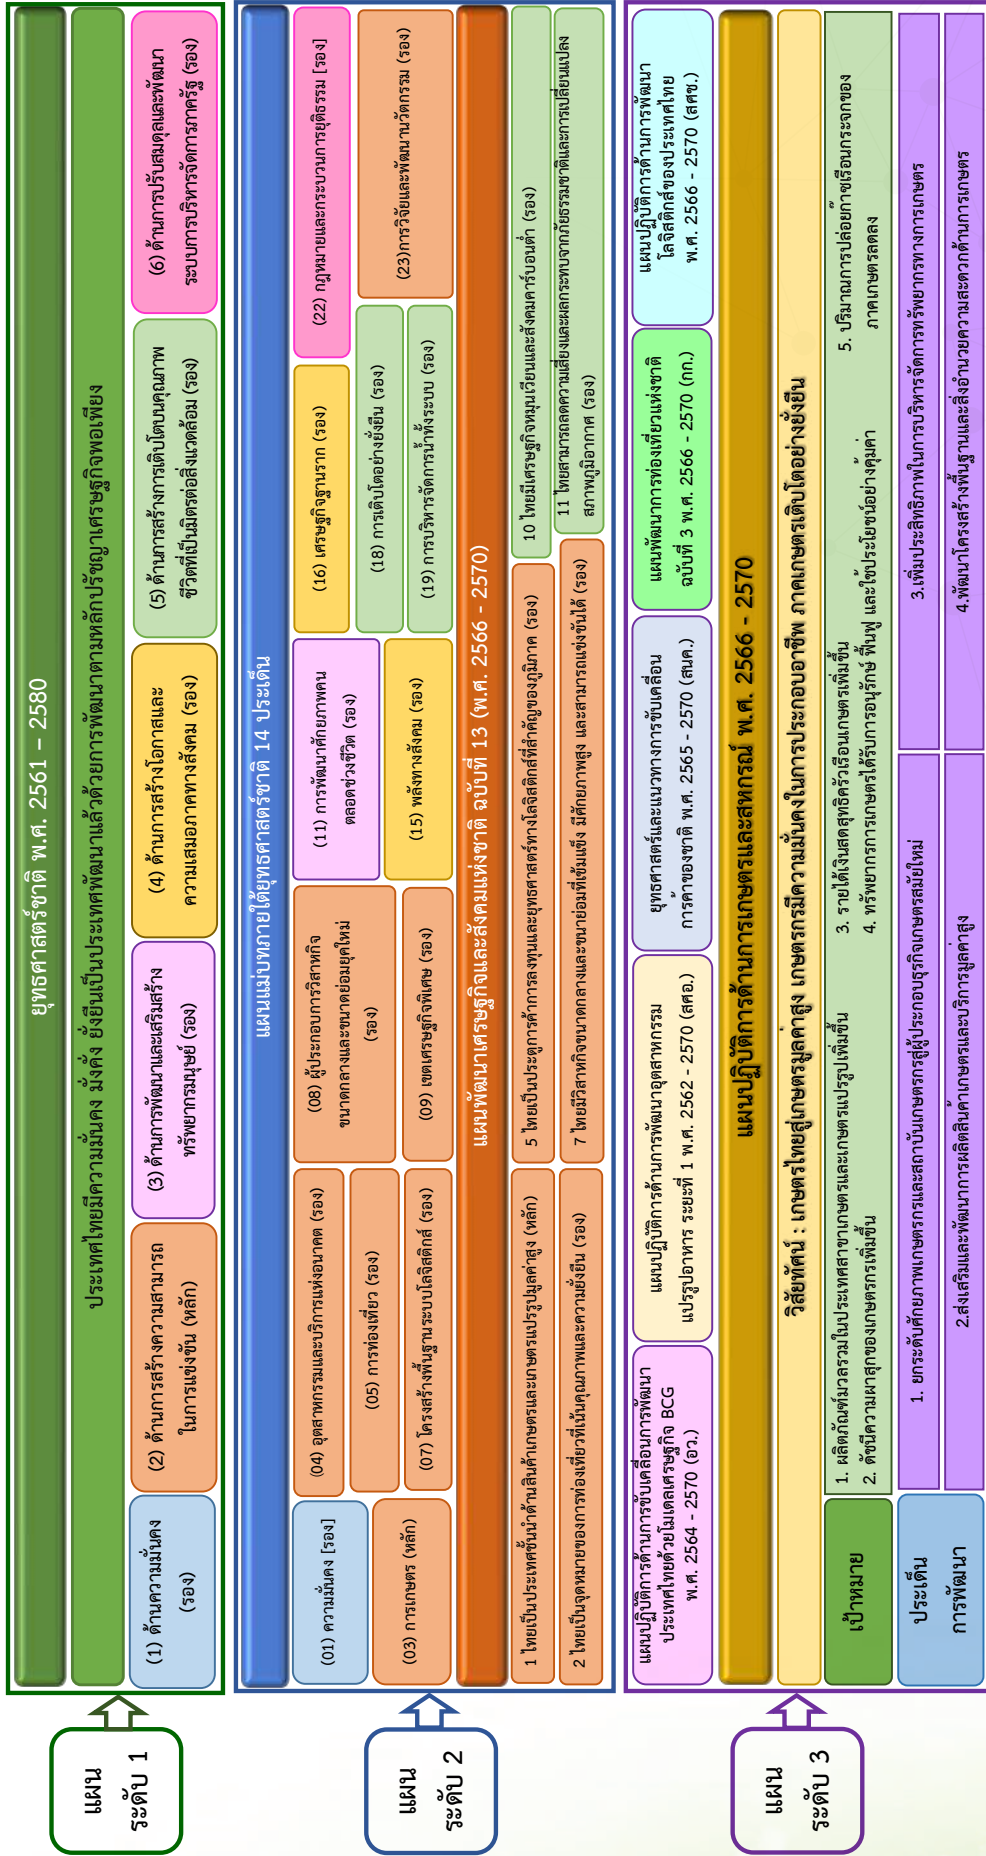 แผน
ระดับ 1
ยุทธศาสตร์ชาติ พ.ศ. 2561 – 2580
ประเทศไทยมีความมั่นคง มั่งคั่ง ยั่งยืนเป็นประเทศพัฒนาแล้วด้วยการพัฒนาตามหลักปรัชญาเศรษฐกิจพอเพียง
(1) ด้านความมั่นคง
(รอง)
(2) ด้านการสร้างความสามารถ
ในการแข่งขัน (หลัก)
(3) ด้านการพัฒนาและเสริมสร้าง
ทรัพยากรมนุษย์ (รอง)
(4) ด้านการสร้างโอกาสและ
ความเสมอภาคทางสังคม (รอง)
(5) ด้านการสร้างการเติบโตบนคุณภาพ
ชีวิตที่เป็นมิตรต่อสิ่งแวดล้อม (รอง)
(6) ด้านการปรับสมดุลและพัฒนา
ระบบการบริหารจัดการภาครัฐ (รอง)
แผน
ระดับ 2
แผนแม่บทภายใต้ยุทธศาสตร์ชาติ 14 ประเด็น
(01) ความมั่นคง [รอง]
(03) การเกษตร (หลัก)
(04) อุตสาหกรรมและบริการแห่งอนาคต (รอง)
(05) การท่องเที่ยว (รอง)
(07) โครงสร้างพื้นฐานระบบโลจิสติกส์ (รอง)
(08) ผู้ประกอบการวิสาหกิจ
ขนาดกลางและขนาดย่อมยุคใหม่
(รอง)
(09) เขตเศรษฐกิจพิเศษ (รอง)
(11) การพัฒนาศักยภาพคน
ตลอดช่วงชีวิต (รอง)
(15) พลังทางสังคม (รอง)
(16) เศรษฐกิจฐานราก (รอง)
(18) การเติบโตอย่างยั่งยืน (รอง)
(19) การบริหารจัดการน้ำทั้งระบบ (รอง)
(22) กฎหมายและกระบวนการยุติธรรม [รอง]
(23)การวิจัยและพัฒนานวัตกรรม (รอง)
แผนพัฒนาเศรษฐกิจและสังคมแห่งชาติ ฉบับที่ 13 (พ.ศ. 2566 - 2570)
1 ไทยเป็นประเทศชั้นนำด้านสินค้าเกษตรและเกษตรแปรรูปมูลค่าสูง (หลัก)
2 ไทยเป็นจุดหมายของการท่องเที่ยวที่เน้นคุณภาพและความยั่งยืน (รอง)
5 ไทยเป็นประตูการค้าการลงทุนและยุทธศาสตร์ทางโลจิสติกส์ที่สำคัญของภูมิภาค (รอง)
7 ไทยมีวิสาหกิจขนาดกลางและขนาดย่อมที่เข้มแข็ง มีศักยภาพสูง และสามารถแข่งขันได้ (รอง)
10 ไทยมีเศรษฐกิจหมุนเวียนและสังคมคาร์บอนต่ำ (รอง)
11 ไทยสามารถลดความเสี่ยงและผลกระทบจากภัยธรรมชาติและการเปลี่ยนแปลง
สภาพภูมิอากาศ (รอง)
แผน
ระดับ 3
แผนปฏิบัติการด้านการขับเคลื่อนการพัฒนา
ประเทศไทยด้วยโมเดลเศรษฐกิจ BCG
พ.ศ. 2564 - 2570 (อว.)
แผนปฏิบัติการด้านการพัฒนาอุตสาหกรรม
แปรรูปอาหาร ระยะที่ 1 พ.ศ. 2562 - 2570 (สศอ.)
ยุทธศาสตร์และแนวทางการขับเคลื่อน
การค้าของชาติ พ.ศ. 2565 - 2570 (สนค.)
แผนพัฒนาการท่องเที่ยวแห่งชาติ
ฉบับที่ 3 พ.ศ. 2566 - 2570 (กก.)
แผนปฏิบัติการด้านการพัฒนา
โลจิสติกส์ของประเทศไทย
พ.ศ. 2566 - 2570 (สศช.)
แผนปฏิบัติการด้านการเกษตรและสหกรณ์ พ.ศ. 2566 - 2570
วิสัยทัศน์ : เกษตรไทยสู่เกษตรมูลค่าสูง เกษตรกรมีความมั่นคงในการประกอบอาชีพ ภาคเกษตรเติบโตอย่างยั่งยืน
เป้าหมาย
1. ผลิตภัณฑ์มวลรวมในประเทศสาขาเกษตรและเกษตรแปรรูปเพิ่มขึ้น
2. ดัชนีความผาสุกของเกษตรกรเพิ่มขึ้น
3. รายได้เงินสดสุทธิครัวเรือนเกษตรเพิ่มขึ้น
4. ทรัพยากรการเกษตรได้รับการอนุรักษ์ ฟื้นฟู และใช้ประโยชน์อย่างคุ้มค่า
5. ปริมาณการปล่อยก๊าซเรือนกระจกของ
ภาคเกษตรลดลง
ประเด็น
การพัฒนา
1. ยกระดับศักยภาพเกษตรกรและสถาบันเกษตรกรสู่ผู้ประกอบธุรกิจเกษตรสมัยใหม่
3.เพิ่มประสิทธิภาพในการบริหารจัดการทรัพยากรทางการเกษตร
2.ส่งเสริมและพัฒนาการผลิตสินค้าเกษตรและบริการมูลค่าสูง
4.พัฒนาโครงสร้างพื้นฐานและสิ่งอำนวยความสะดวกด้านการเกษตร